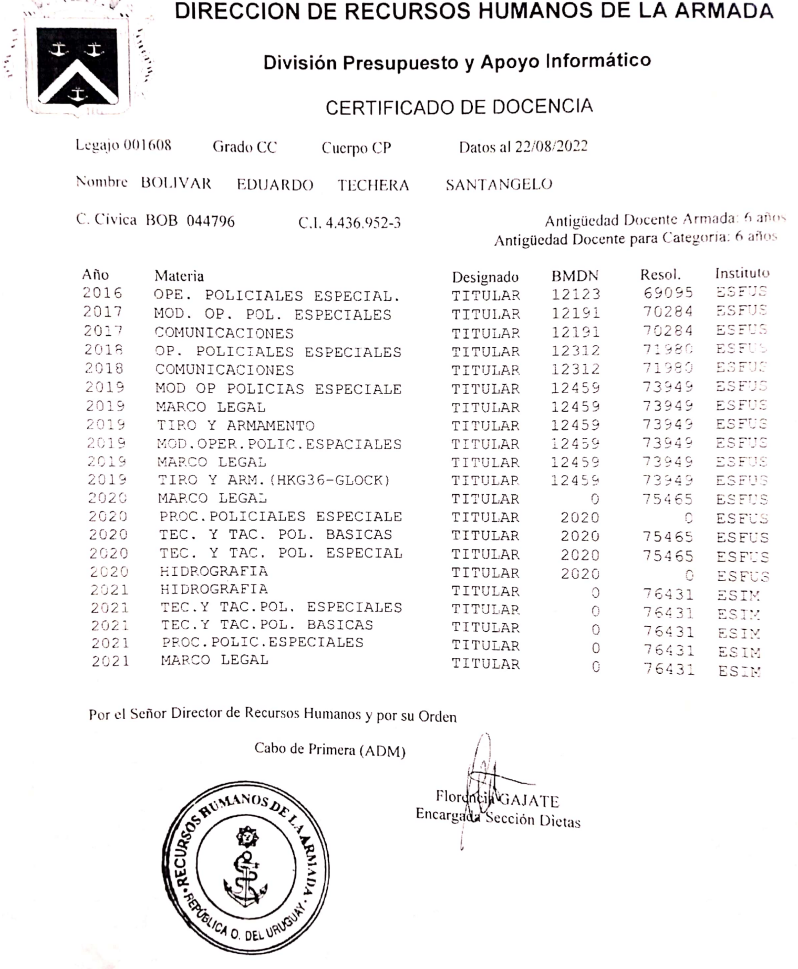 DIRECCION DE RECURSOS HUMANOS DE LA ARMADA
División Presupuesto y Apoyo Informático
CERTIFICADO DE DOCENCIA
Legajo 001608 Grado CC Cuerpo CP Datos al 22/08/2022
Nombre BOLIVAR EDUARDO TECHERA SANTANGELO
C. Cívica BOB 044796 C.I. 4.436.952-3 Antigüedad Docente Armada: 6 años
Antigüedad Docente para Categoria: 6 años
Año Materia Designado BMDN Resol. Instituto
2016 OPE. POLICIALES ESPECIAL. TITULAR 12123 69095 ESFUS
2017 MOD. OP. POL. ESPECIALES TITULAR 12191 70284 ESFUS
2017 COMUNICACIONES TITULAR 12191 70284 ESFUS
2018 OP. POLICIALES ESPECIALES TITULAR 12312 71980 ESFUS
2018 COMUNICACIONES TITULAR 12312 71980 ESFUS
2019 MOD OP POLICIAS ESPECIALE TITULAR 12459 73949 ESFUS
2019 MARCO LEGAL TITULAR 12459 73949 ESFUS
2019 TIRO Y ARMAMENTO TITULAR 12459 73949 ESFUS
2019 MOD.OPER.POLIC.ESPACIALES TITULAR 12459 73949 ESFUS
2019 MARCO LEGAL TITULAR 12459 73949 ESFUS
2019 TIRO Y ARM.(HKG36-GLOCK) TITULAR 12459 73949 ESFUS
2020 MARCO LEGAL TITULAR 0 75465 ESFUS
2020 PROC.POLICIALES ESPECIALE TITULAR 2020 0 ESFUS
2020 TEC. Y TAC. POL. BASICAS TITULAR 2020 75465 ESFUS
2020 TEC. Y TAC. POL. ESPECIAL TITULAR 2020 75465 ESFUS
2020 HIDROGRAFIA TITULAR 2020 0 ESFUS
2021 HIDROGRAFIA TITULAR 0 76431 ESIM
2021 TEC.Y TAC.POL. ESPECIALES TITULAR 0 76431 ESIM
2021 TEC.Y TAC.POL. BASICAS TITULAR 0 76431 ESIM
2021 PROC.POLIC.ESPECIALES TITULAR 0 76431 ESIM
2021 MARCO LEGAL TITULAR 0 76431 ESIM
Por el Señor Director de Recursos Humanos y por su Orden
Cabo de Primera (ADM)
Florencia GAJATE
Encargada Sección Dietas
RECURSOS HUMANOS DE LA ARMADA
REPÚBLICA O. DEL URUGUAY